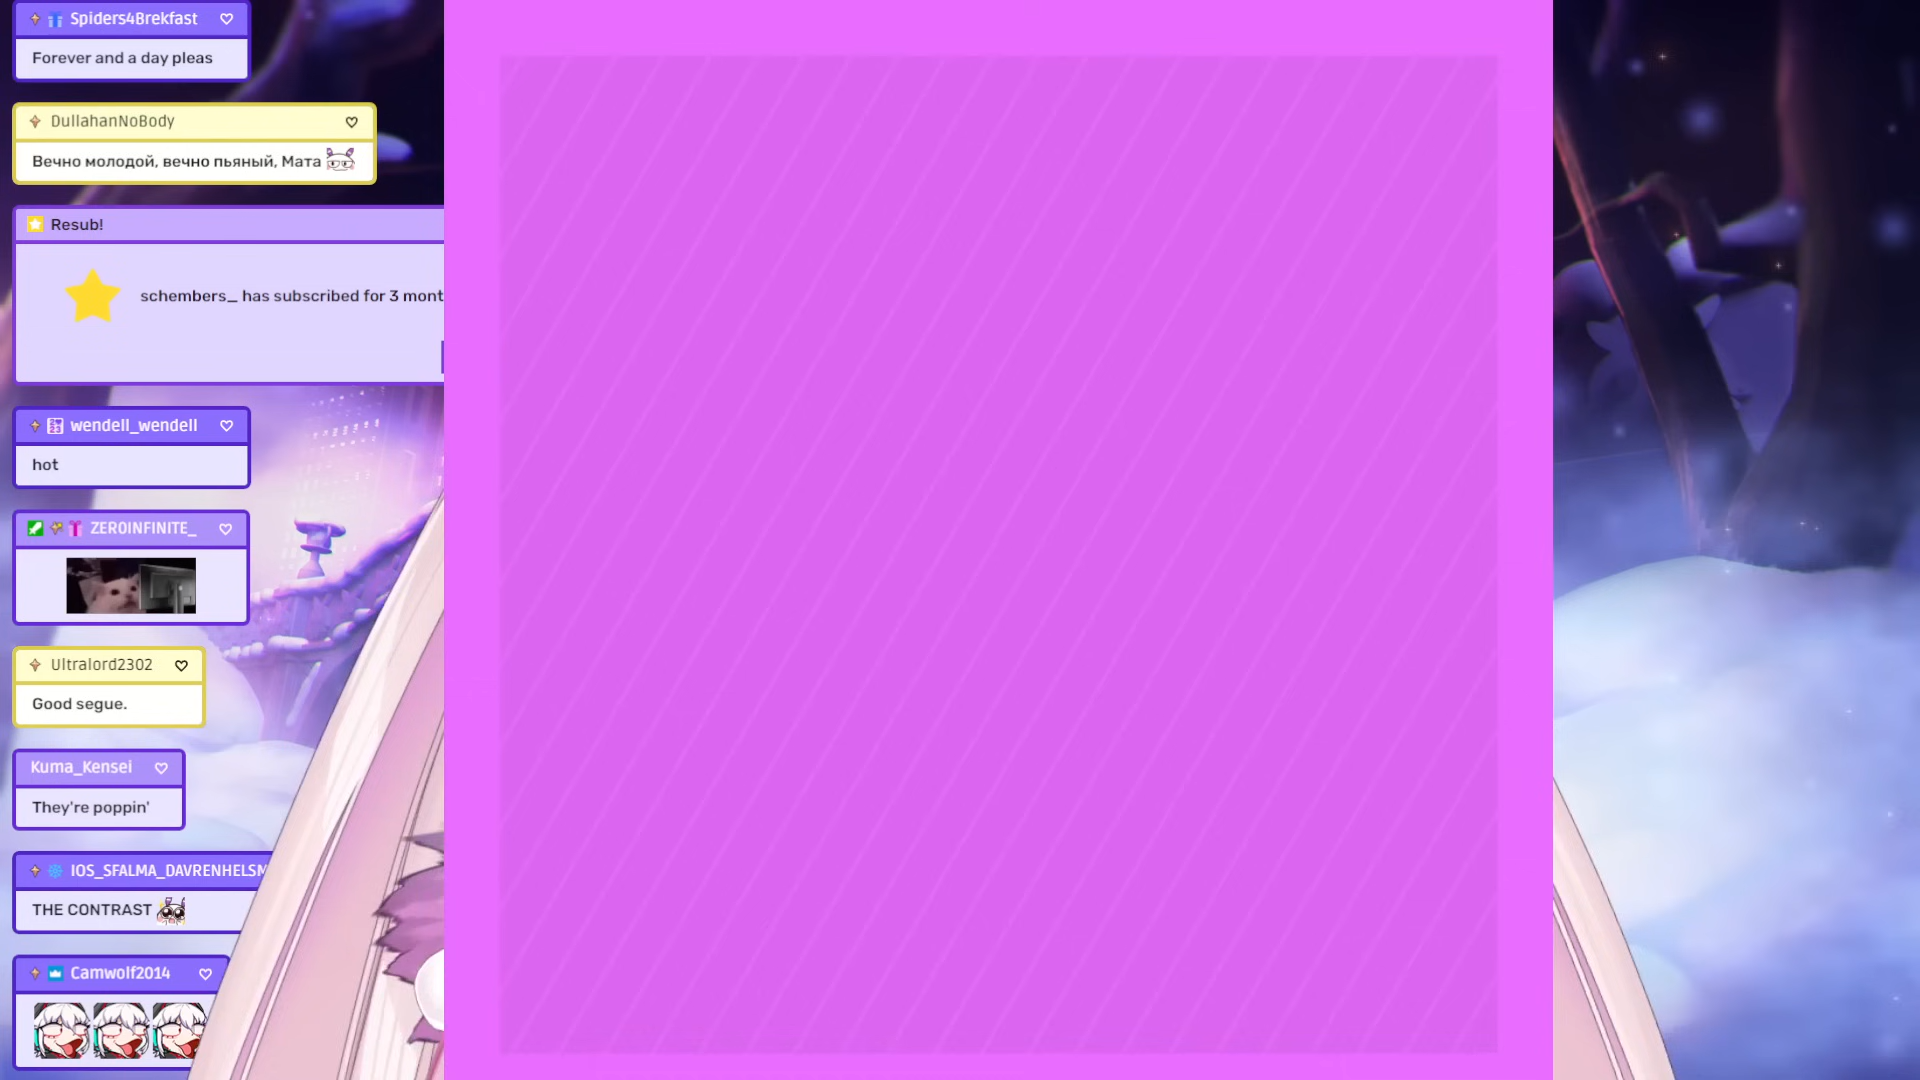 Spiders4Brekfast
Forever and a day pleas
DullahanNoBody
Вечно молодой, вечно пьяный, Мата
Resub!
schembers_ has subscribed for 3 mont
wendell_wendell
hot
ZER0INFINITE_
Ultralord2302
Good segue.
Kuma_Kensei
They're poppin'
IOS_SFALMA_DAVRENHELSM
THE CONTRAST
Camwolf2014